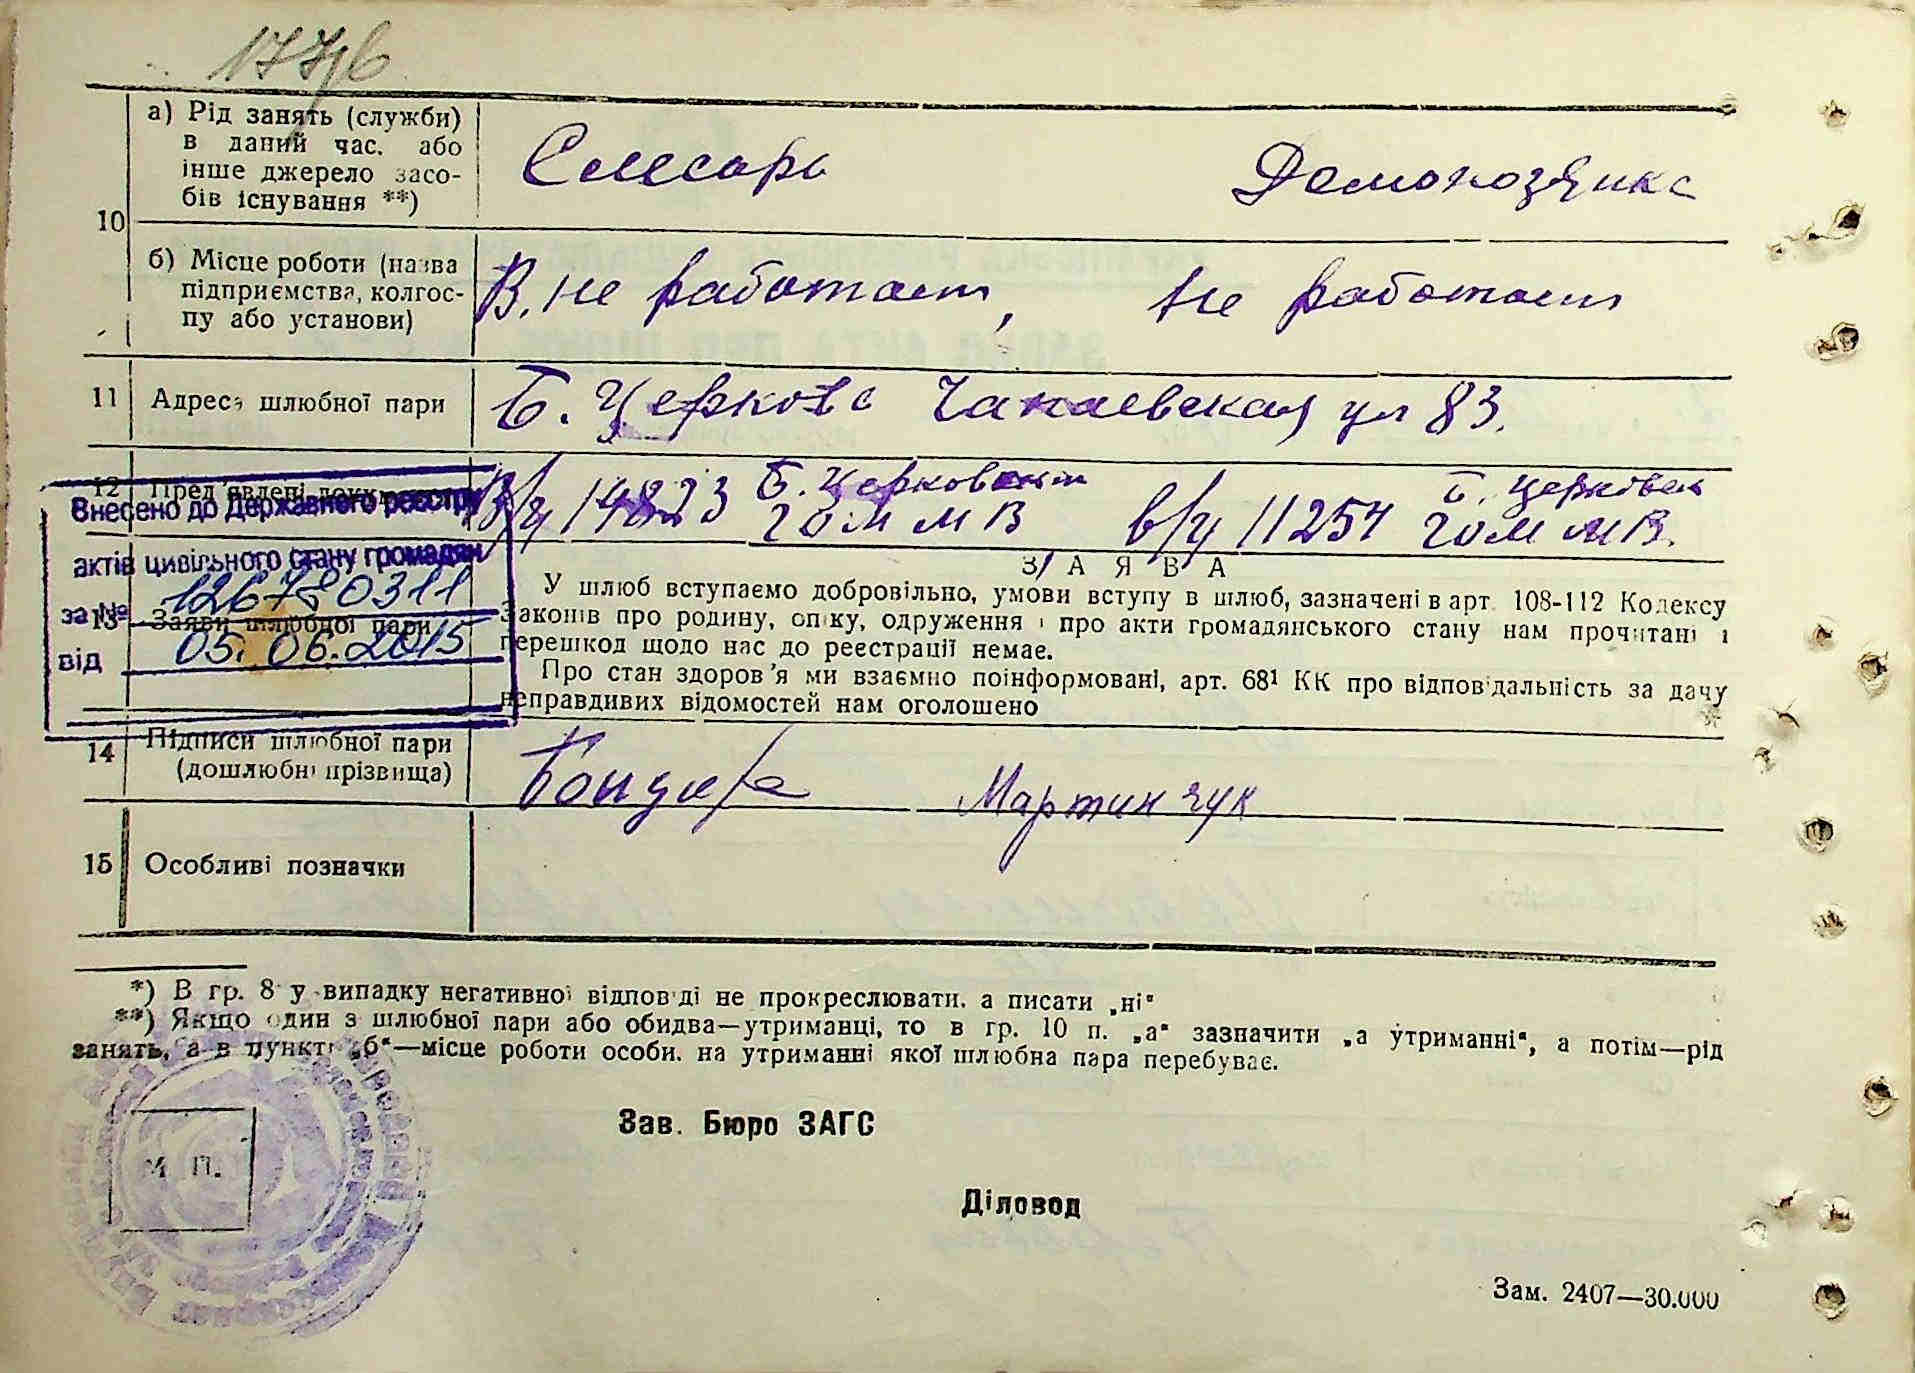 177/6
а) Рід занять (служби)
в даний час, або
інше джерело засо-
бів існування **)
Слесарь
Домохозяйка
10
б) Місце роботи (назва
підприємства, колгос-
пу або установи)
В. не работает,
не работает
11
Адреса шлюбної пари
Б. Церковь Чапаевская ул 83.
12
Пред'явлені документи
в/ц 14823
Б. Церковским
ГОМ МВ
в/ц 11254
Б. Церковск
ГОМ МВ.
Внесено до Державного реєстру
актів цивільного стану громадян
за №
від 05.06.2015
13
Заяви шлюбної пари
ЗАЯВА
У шлюб вступаємо добровільно, умови вступу в шлюб, зазначені в арт. 108-112 Кодексу
Законів про родину, опіку, одруження і про акти громадянського стану нам прочитані і
перешкод щодо нас до реєстрації немає.
Про стан здоров'я ми взаємно поінформовані, арт. 68¹ КК про відповідальність за дачу
неправдивих відомостей нам оголошено
14
Підписи шлюбної пари
(дошлюбні прізвища)
Мартинчук
15
Особливі позначки
*) В гр. 8 у випадку негативної відповіді не прокреслювати, а писати „ні"
**) Якщо один з шлюбної пари або обидва—утриманці, то в гр. 10 п. „а" зазначити „а утриманні", а потім—рід
занять, а в пункті „б"—місце роботи особи, на утриманні якої шлюбна пара перебуває.
Зав. Бюро ЗАГС
М П.
Діловод
Зам. 2407—30.000